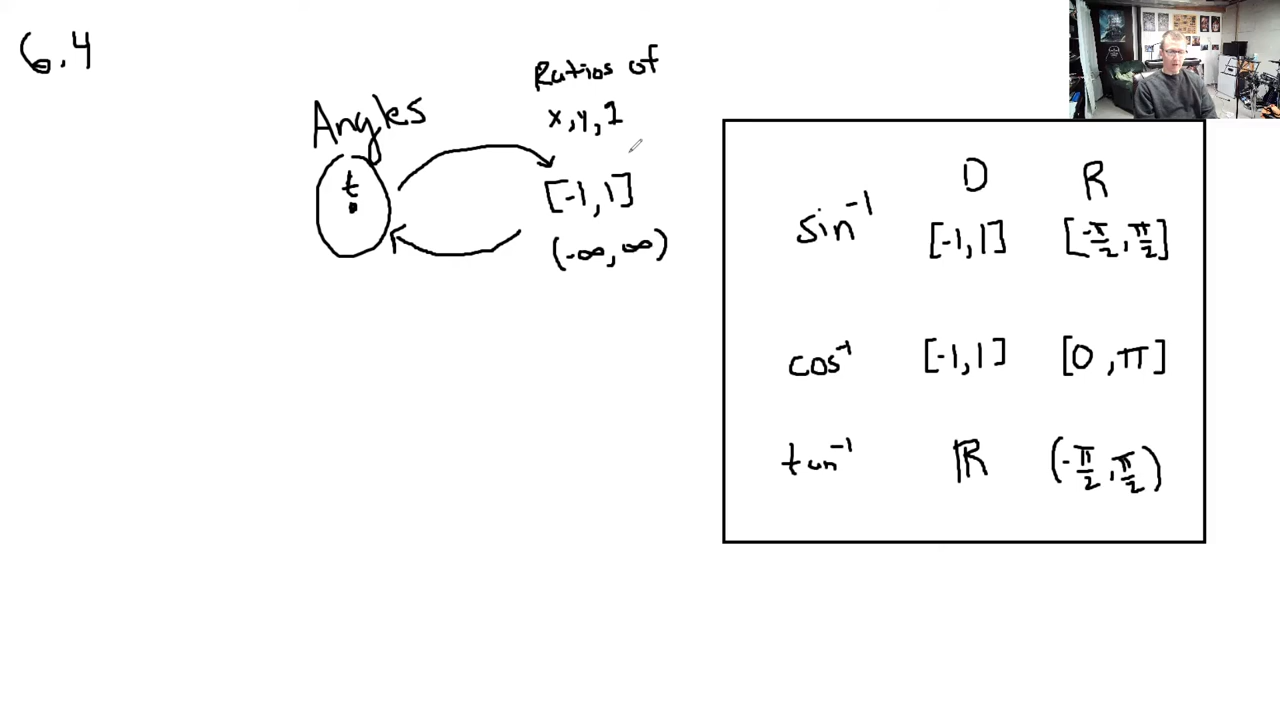 6.4
Angles
t
Ratios of
x, y, 1
[-1, 1]
(-∞, ∞)
D R
sin⁻¹ [-1, 1] [-π/2, π/2]
cos⁻¹ [-1, 1] [0, π]
tan⁻¹ ℝ (-π/2, π/2)